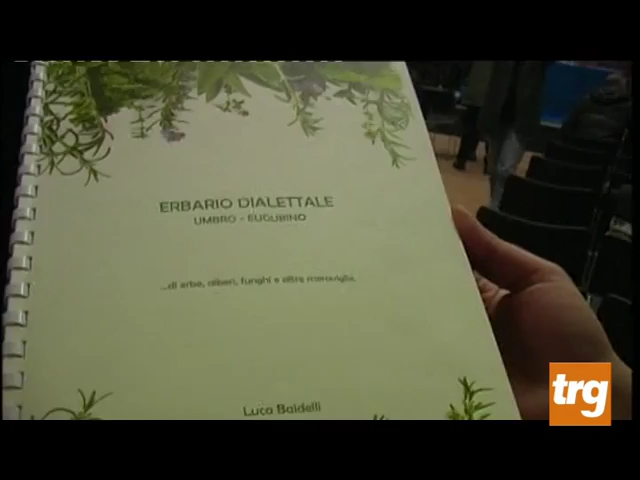 ERBARIO DIALETTALE
UMBRO - EUGUBINO
...di erbe, alberi, funghi e altre meraviglie.
Luca Baldelli
trg